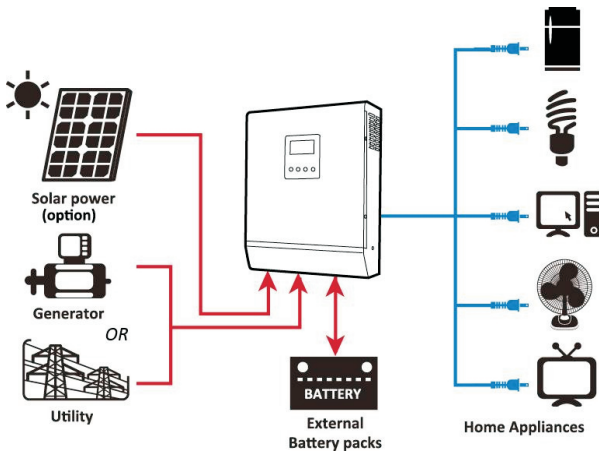 Solar power
(option)
Generator
OR
Utility
BATTERY
External
Battery packs
Home Appliances